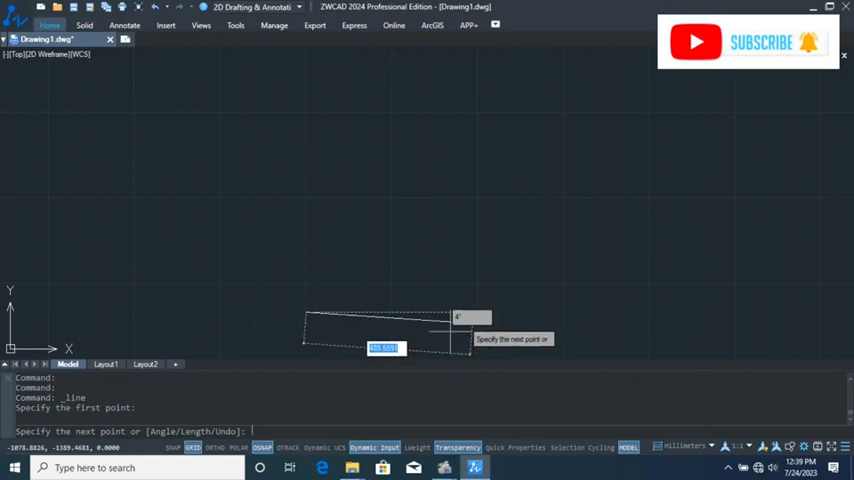 2D Drafting & Annotati
ZWCAD 2024 Professional Edition - [Drawing1.dwg]
Home Solid Annotate Insert Views Tools Manage Export Express Online ArcGIS APP+
Drawing1.dwg*
[-][Top][2D Wireframe][WCS]
SUBSCRIBE
4°
Specify the next point or
Y
X
Model Layout1 Layout2 +
Command:
Command:
Command: _line
Specify the first point:
Specify the next point or [Angle/Length/Undo]:
-1078.8826, -1389.4681, 0.0000
SNAP GRID ORTHO POLAR OSNAP OTRACK Dynamic UCS Dynamic Input LWeight Transparency Quick Properties Selection Cycling MODEL
Millimeters 1:1
Type here to search
12:39 PM
7/24/2023